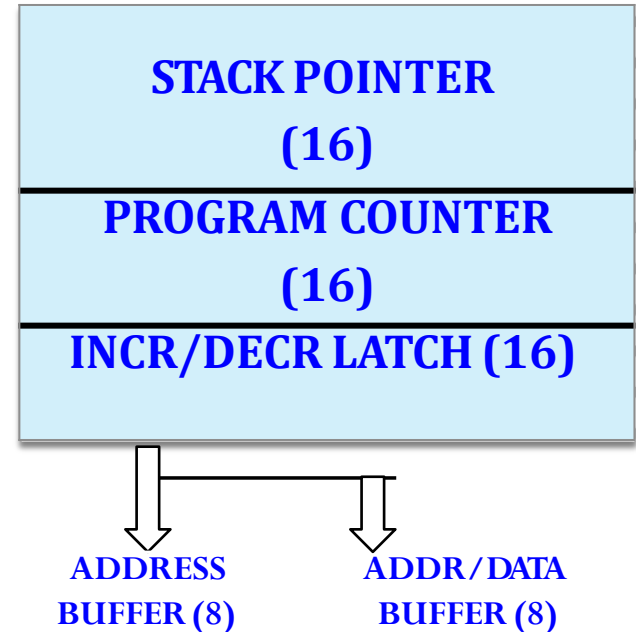 STACK POINTER
(16)
PROGRAM COUNTER
(16)
INCR/DECR LATCH (16)
ADDRESS
BUFFER (8)
ADDR/DATA
BUFFER (8)